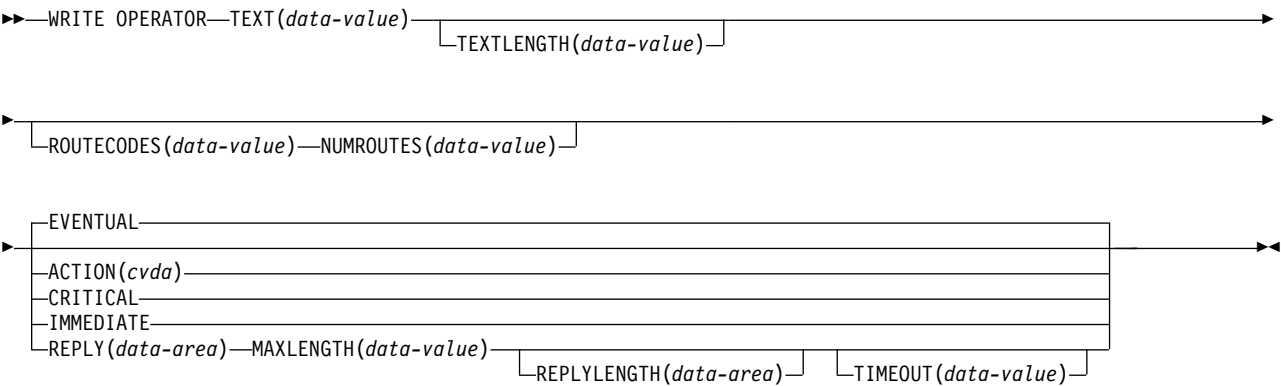 WRITE OPERATOR TEXT(data-value)
TEXTLENGTH(data-value)
ROUTECODES(data-value) NUMROUTES(data-value)
EVENTUAL
ACTION(cvda)
CRITICAL
IMMEDIATE
REPLY(data-area) MAXLENGTH(data-value)
REPLYLENGTH(data-area) TIMEOUT(data-value)